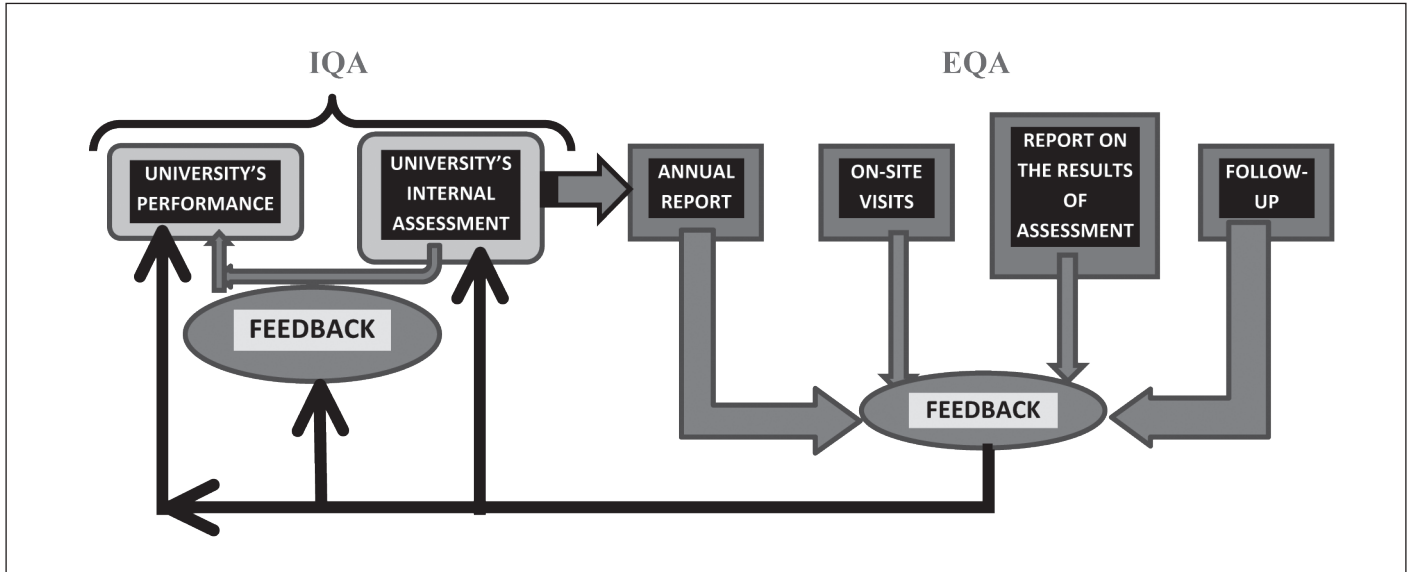 IQA
EQA
UNIVERSITY'S
PERFORMANCE
UNIVERSITY'S
INTERNAL
ASSESSMENT
ANNUAL
REPORT
ON-SITE
VISITS
REPORT ON
THE RESULTS
OF
ASSESSMENT
FOLLOW-
UP
FEEDBACK
FEEDBACK